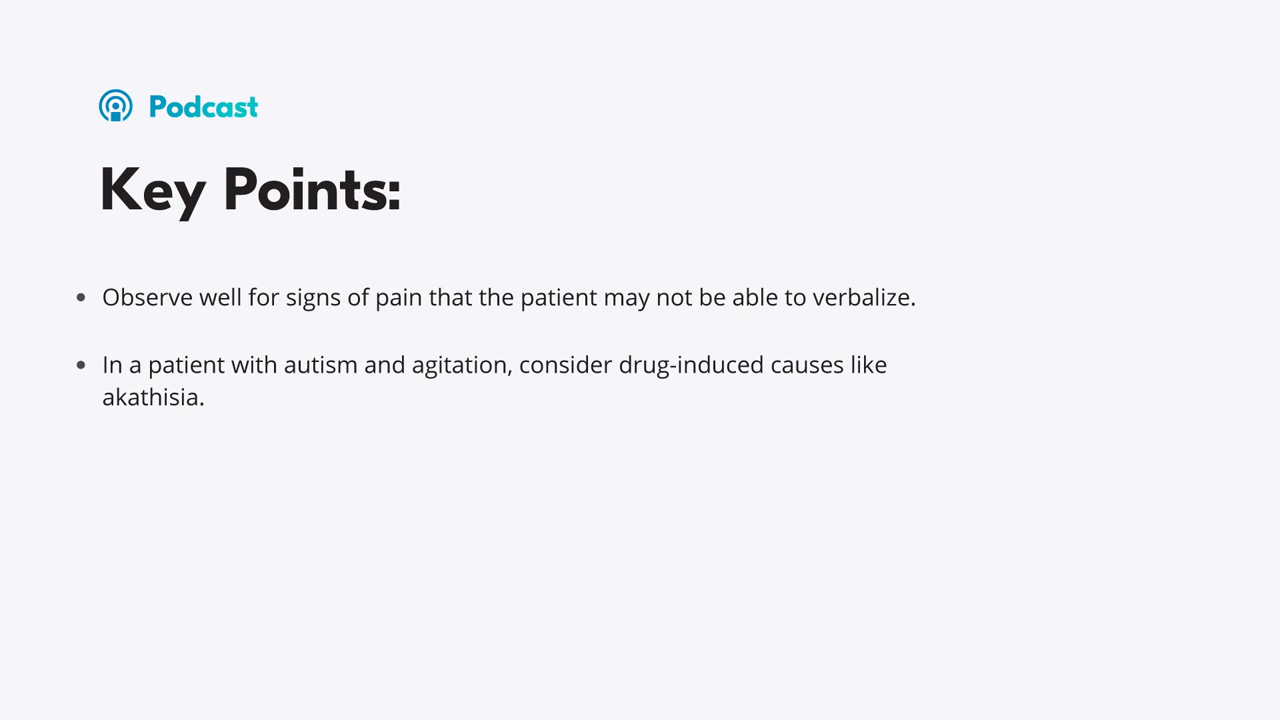 Podcast
Key Points:
• Observe well for signs of pain that the patient may not be able to verbalize.
• In a patient with autism and agitation, consider drug-induced causes like
akathisia.